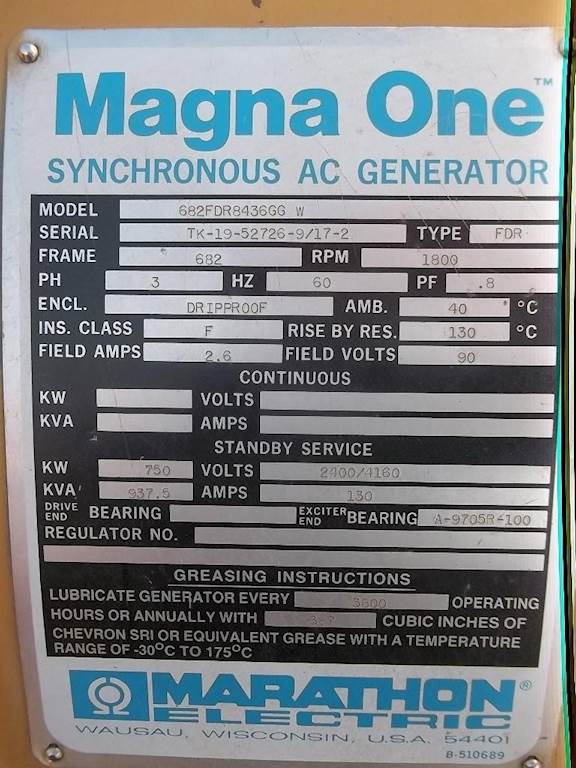 Magna One™
SYNCHRONOUS AC GENERATOR
MODEL 682FDR8436GG W
SERIAL TK-19-52726-9/17-2 TYPE FDR
FRAME 682 RPM 1800
PH 3 HZ 60 PF .8
ENCL. DRIPPROOF AMB. 40 °C
INS. CLASS F RISE BY RES. 130 °C
FIELD AMPS 2.6 FIELD VOLTS 90
CONTINUOUS
KW VOLTS
KVA AMPS
STANDBY SERVICE
KW 750 VOLTS 2400/4160
KVA 937.5 AMPS 130
DRIVE END BEARING EXCITER END BEARING A-9705R-100
REGULATOR NO.
GREASING INSTRUCTIONS
LUBRICATE GENERATOR EVERY OPERATING
HOURS OR ANNUALLY WITH CUBIC INCHES OF
CHEVRON SRI OR EQUIVALENT GREASE WITH A TEMPERATURE
RANGE OF -30°C TO 175°C
MARATHON®
ELECTRIC
WAUSAU, WISCONSIN, U.S.A. 54401
8-510689